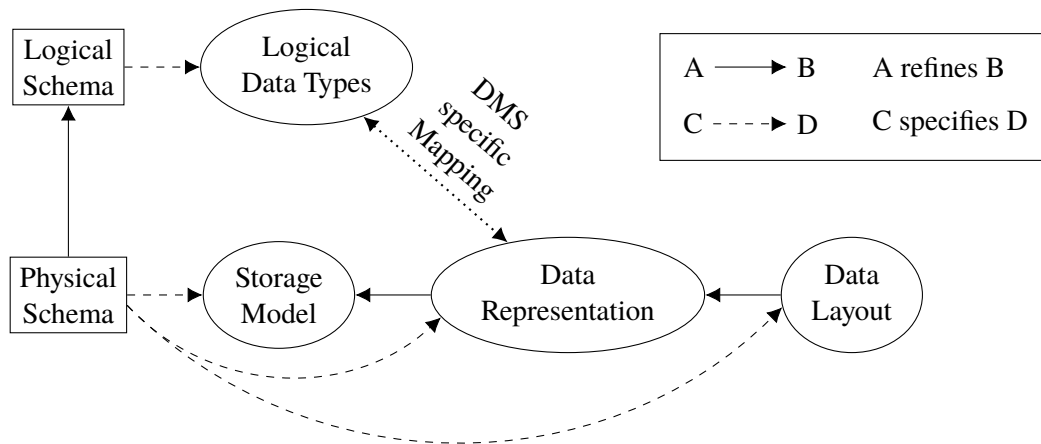 Logical
Schema
Logical
Data Types
DMS
specific
Mapping
A B A refines B
C D C specifies D
Physical
Schema
Storage
Model
Data
Representation
Data
Layout